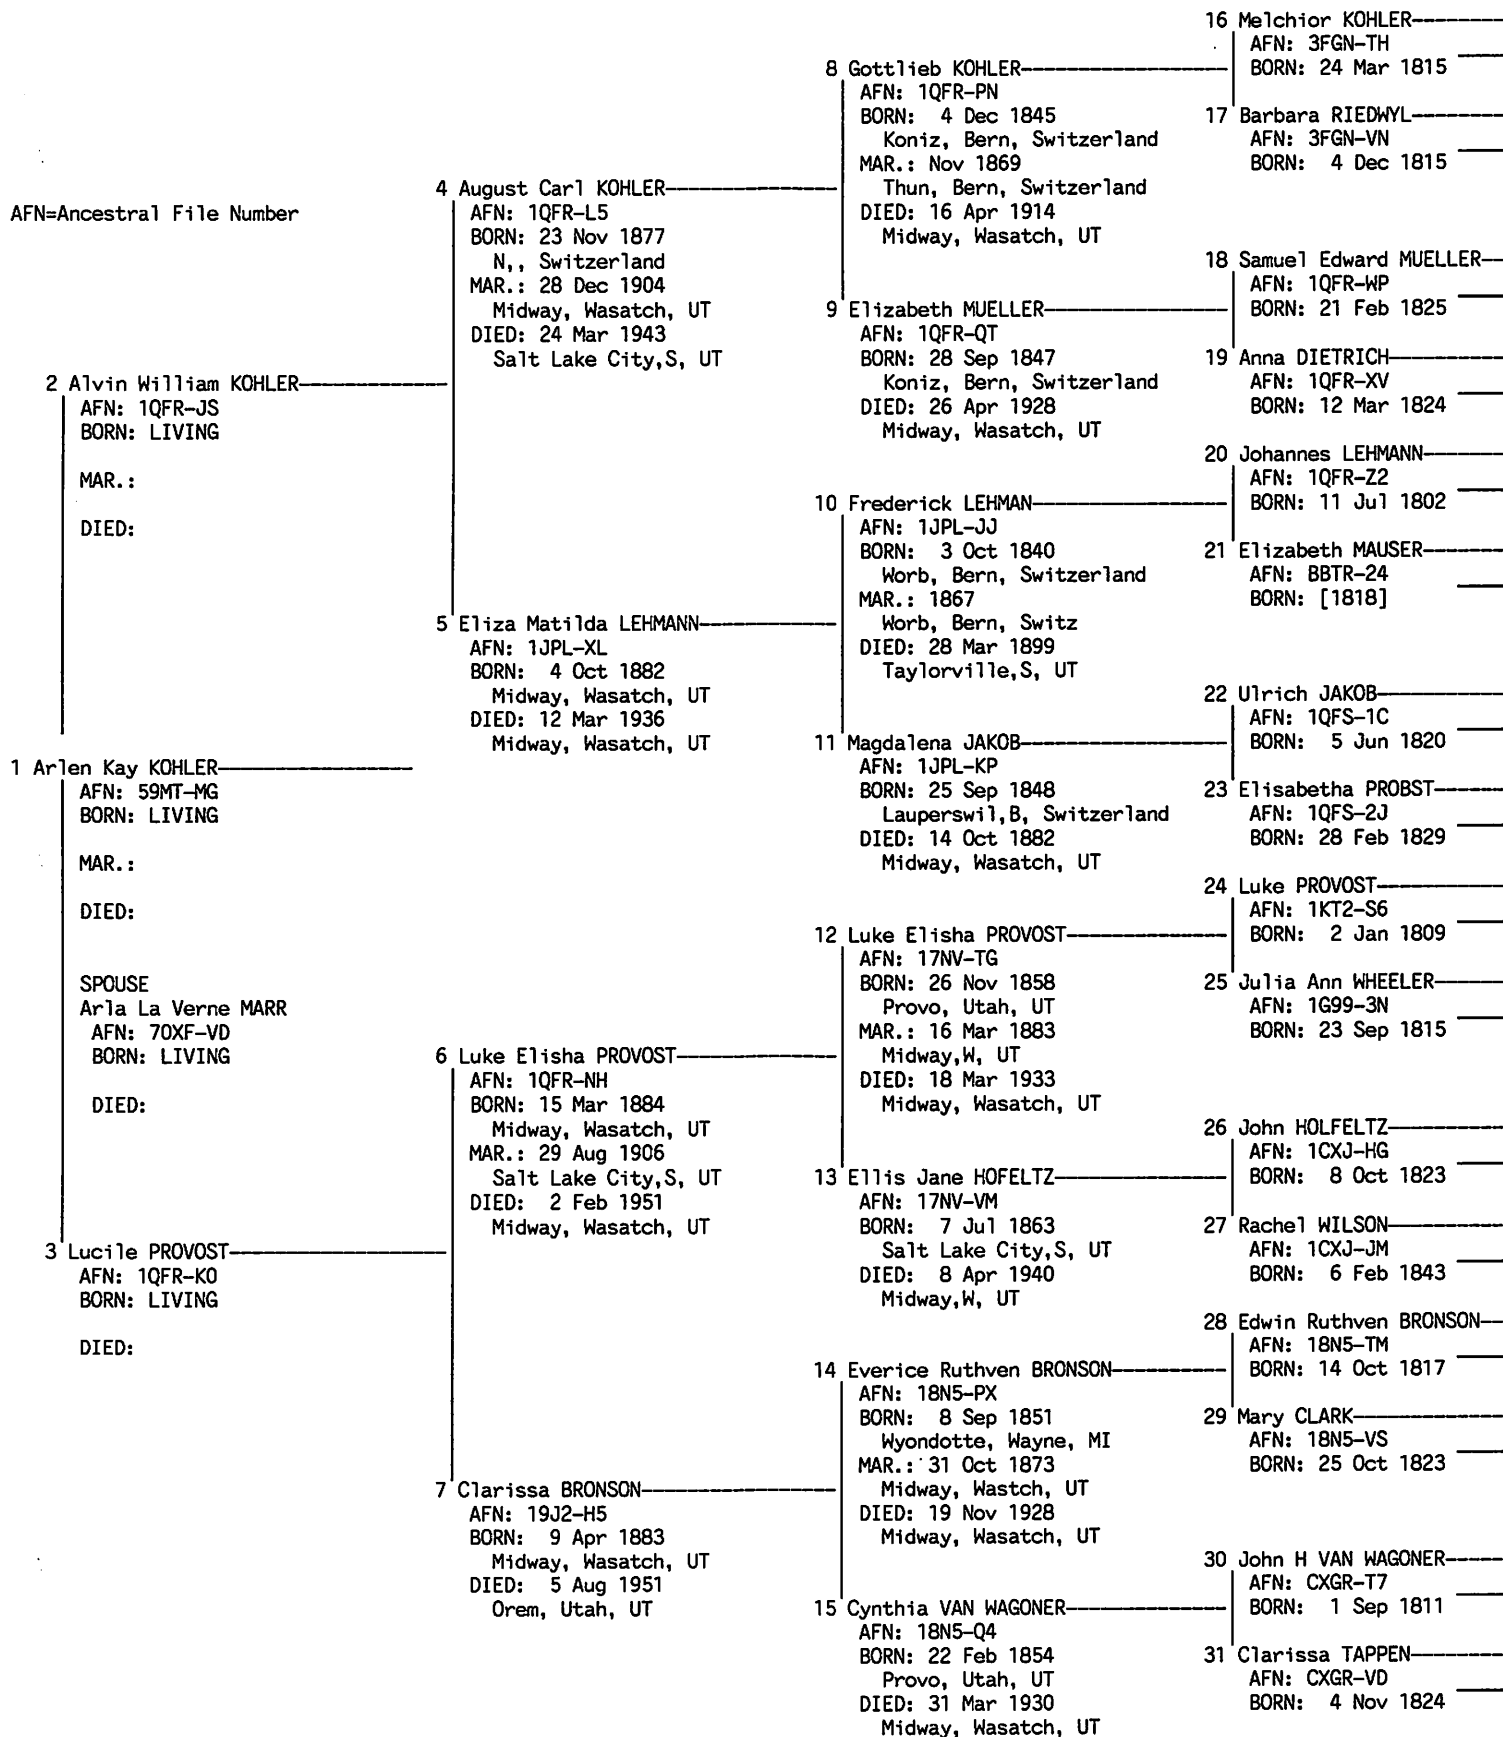 AFN=Ancestral File Number
1 Arlen Kay KOHLER
AFN: 59MT-MG
BORN: LIVING
MAR.:
DIED:
SPOUSE
Arla La Verne MARR
AFN: 70XF-VD
BORN: LIVING
DIED:
2 Alvin William KOHLER
AFN: 1QFR-JS
BORN: LIVING
MAR.:
DIED:
3 Lucile PROVOST
AFN: 1QFR-K0
BORN: LIVING
DIED:
4 August Carl KOHLER
AFN: 1QFR-L5
BORN: 23 Nov 1877
N,, Switzerland
MAR.: 28 Dec 1904
Midway, Wasatch, UT
DIED: 24 Mar 1943
Salt Lake City,S, UT
5 Eliza Matilda LEHMANN
AFN: 1JPL-XL
BORN: 4 Oct 1882
Midway, Wasatch, UT
DIED: 12 Mar 1936
Midway, Wasatch, UT
6 Luke Elisha PROVOST
AFN: 1QFR-NH
BORN: 15 Mar 1884
Midway, Wasatch, UT
MAR.: 29 Aug 1906
Salt Lake City,S, UT
DIED: 2 Feb 1951
Midway, Wasatch, UT
7 Clarissa BRONSON
AFN: 19J2-H5
BORN: 9 Apr 1883
Midway, Wasatch, UT
DIED: 5 Aug 1951
Orem, Utah, UT
8 Gottlieb KOHLER
AFN: 1QFR-PN
BORN: 4 Dec 1845
Koniz, Bern, Switzerland
MAR.: Nov 1869
Thun, Bern, Switzerland
DIED: 16 Apr 1914
Midway, Wasatch, UT
9 Elizabeth MUELLER
AFN: 1QFR-QT
BORN: 28 Sep 1847
Koniz, Bern, Switzerland
DIED: 26 Apr 1928
Midway, Wasatch, UT
10 Frederick LEHMAN
AFN: 1JPL-JJ
BORN: 3 Oct 1840
Worb, Bern, Switzerland
MAR.: 1867
Worb, Bern, Switz
DIED: 28 Mar 1899
Taylorville,S, UT
11 Magdalena JAKOB
AFN: 1JPL-KP
BORN: 25 Sep 1848
Lauperswil,B, Switzerland
DIED: 14 Oct 1882
Midway, Wasatch, UT
12 Luke Elisha PROVOST
AFN: 17NV-TG
BORN: 26 Nov 1858
Provo, Utah, UT
MAR.: 16 Mar 1883
Midway,W, UT
DIED: 18 Mar 1933
Midway, Wasatch, UT
13 Ellis Jane HOFELTZ
AFN: 17NV-VM
BORN: 7 Jul 1863
Salt Lake City,S, UT
DIED: 8 Apr 1940
Midway,W, UT
14 Everice Ruthven BRONSON
AFN: 18N5-PX
BORN: 8 Sep 1851
Wyondotte, Wayne, MI
MAR.: 31 Oct 1873
Midway, Wastch, UT
DIED: 19 Nov 1928
Midway, Wasatch, UT
15 Cynthia VAN WAGONER
AFN: 18N5-Q4
BORN: 22 Feb 1854
Provo, Utah, UT
DIED: 31 Mar 1930
Midway, Wasatch, UT
16 Melchior KOHLER
AFN: 3FGN-TH
BORN: 24 Mar 1815
17 Barbara RIEDWYL
AFN: 3FGN-VN
BORN: 4 Dec 1815
18 Samuel Edward MUELLER
AFN: 1QFR-WP
BORN: 21 Feb 1825
19 Anna DIETRICH
AFN: 1QFR-XV
BORN: 12 Mar 1824
20 Johannes LEHMANN
AFN: 1QFR-Z2
BORN: 11 Jul 1802
21 Elizabeth MAUSER
AFN: BBTR-24
BORN: [1818]
22 Ulrich JAKOB
AFN: 1QFS-1C
BORN: 5 Jun 1820
23 Elisabetha PROBST
AFN: 1QFS-2J
BORN: 28 Feb 1829
24 Luke PROVOST
AFN: 1KT2-S6
BORN: 2 Jan 1809
25 Julia Ann WHEELER
AFN: 1G99-3N
BORN: 23 Sep 1815
26 John HOLFELTZ
AFN: 1CXJ-HG
BORN: 8 Oct 1823
27 Rachel WILSON
AFN: 1CXJ-JM
BORN: 6 Feb 1843
28 Edwin Ruthven BRONSON
AFN: 18N5-TM
BORN: 14 Oct 1817
29 Mary CLARK
AFN: 18N5-VS
BORN: 25 Oct 1823
30 John H VAN WAGONER
AFN: CXGR-T7
BORN: 1 Sep 1811
31 Clarissa TAPPEN
AFN: CXGR-VD
BORN: 4 Nov 1824